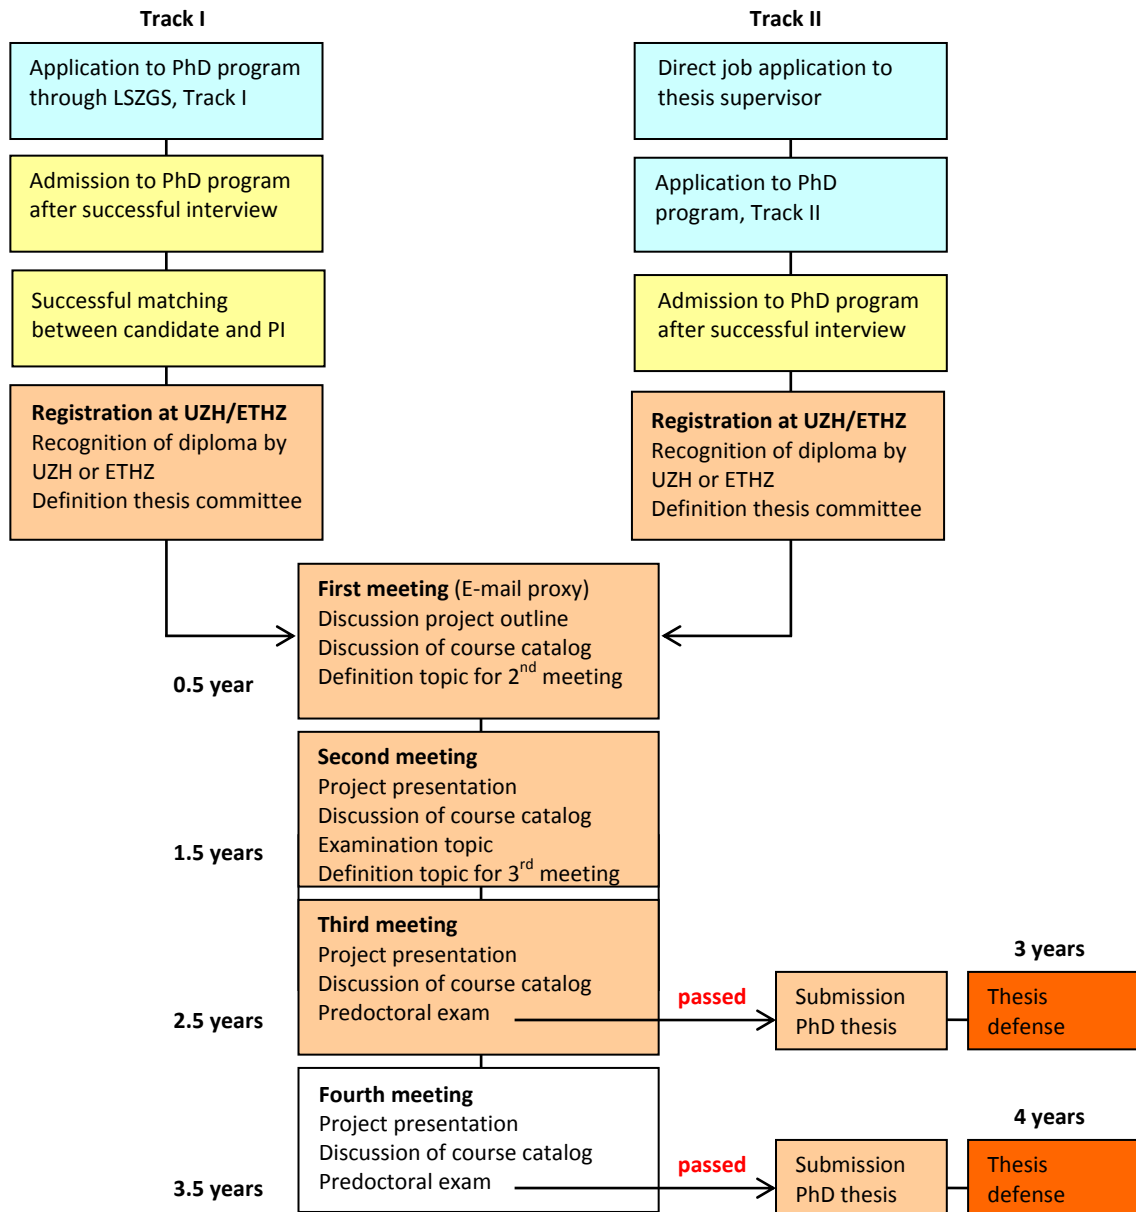 Track I
Track II
Application to PhD program
through LSZGS, Track I
Direct job application to
thesis supervisor
Admission to PhD program
after successful interview
Application to PhD
program, Track II
Successful matching
between candidate and PI
Admission to PhD program
after successful interview
Registration at UZH/ETHZ
Recognition of diploma by
UZH or ETHZ
Definition thesis committee
Registration at UZH/ETHZ
Recognition of diploma by
UZH or ETHZ
Definition thesis committee
First meeting (E-mail proxy)
Discussion project outline
Discussion of course catalog
Definition topic for 2nd meeting
0.5 year
Second meeting
Project presentation
Discussion of course catalog
Examination topic
Definition topic for 3rd meeting
1.5 years
Third meeting
Project presentation
Discussion of course catalog
Predoctoral exam
2.5 years
passed
Submission
PhD thesis
3 years
Thesis
defense
Fourth meeting
Project presentation
Discussion of course catalog
Predoctoral exam
3.5 years
passed
Submission
PhD thesis
4 years
Thesis
defense